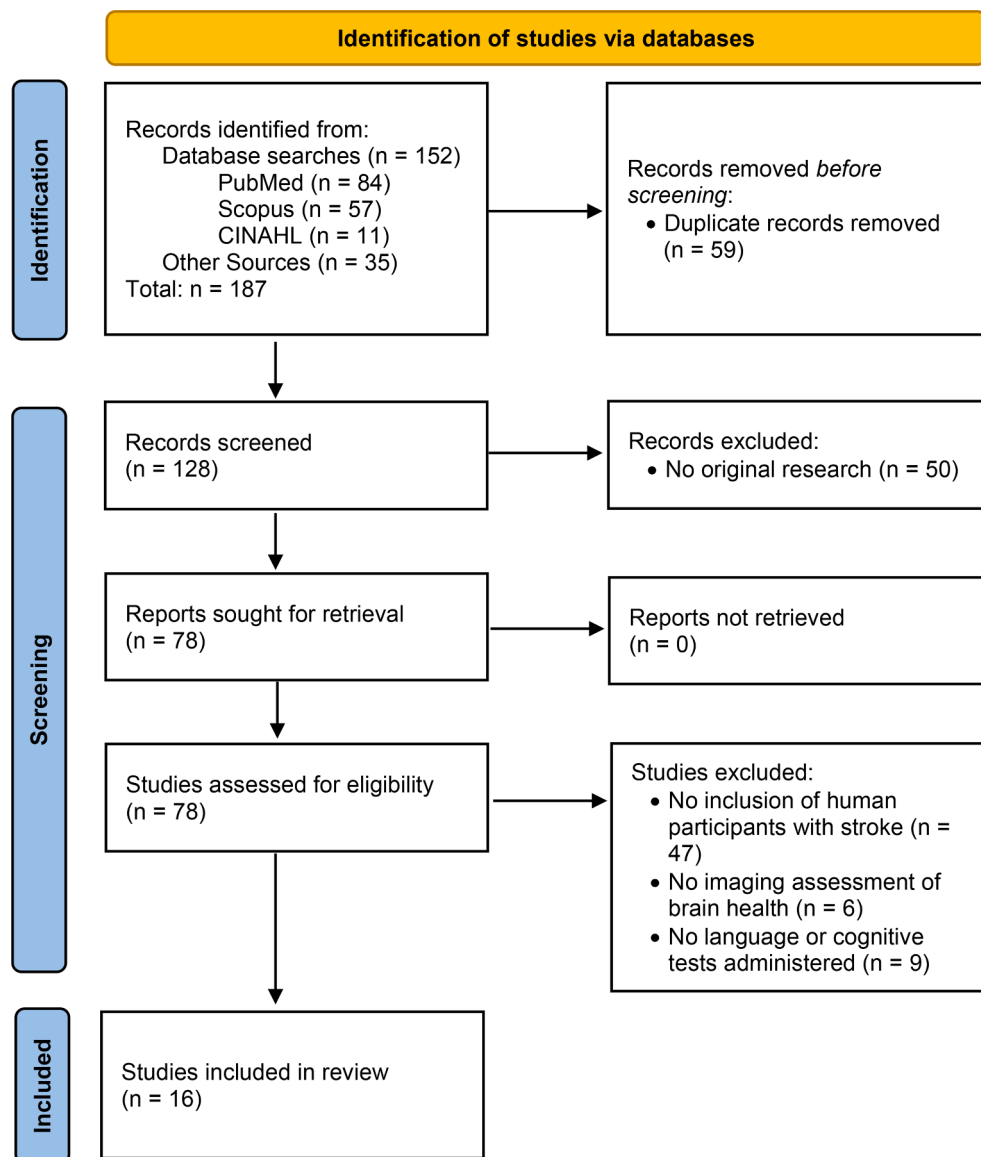 Identification of studies via databases
Identification
Records identified from:
Database searches (n = 152)
PubMed (n = 84)
Scopus (n = 57)
CINAHL (n = 11)
Other Sources (n = 35)
Total: n = 187
Records removed before
screening:
• Duplicate records removed
(n = 59)
Screening
Records screened
(n = 128)
Records excluded:
• No original research (n = 50)
Reports sought for retrieval
(n = 78)
Reports not retrieved
(n = 0)
Studies assessed for eligibility
(n = 78)
Studies excluded:
• No inclusion of human
participants with stroke (n =
47)
• No imaging assessment of
brain health (n = 6)
• No language or cognitive
tests administered (n = 9)
Included
Studies included in review
(n = 16)